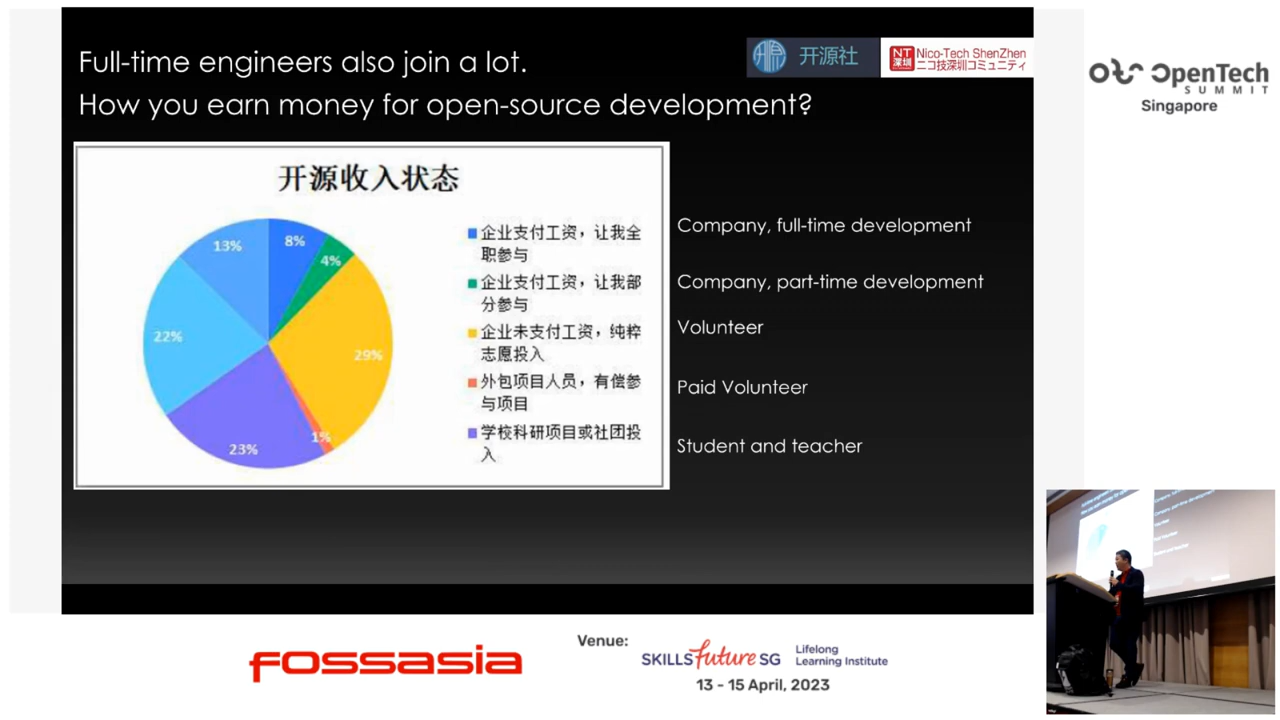 Full-time engineers also join a lot.
How you earn money for open-source development?
开源社
NT
深圳
Nico-Tech ShenZhen
ニコ技深圳コミュニティ
OpenTech
SUMMIT
Singapore
开源收入状态
8%
4%
29%
1%
23%
22%
13%
企业支付工资，让我全
职参与
企业支付工资，让我部
分参与
企业未支付工资，纯粹
志愿投入
外包项目人员，有偿参
与项目
学校科研项目或社团投
入
Company, full-time development
Company, part-time development
Volunteer
Paid Volunteer
Student and teacher
fossasia
Venue:
SKILLS future SG
Lifelong
Learning Institute
13 - 15 April, 2023